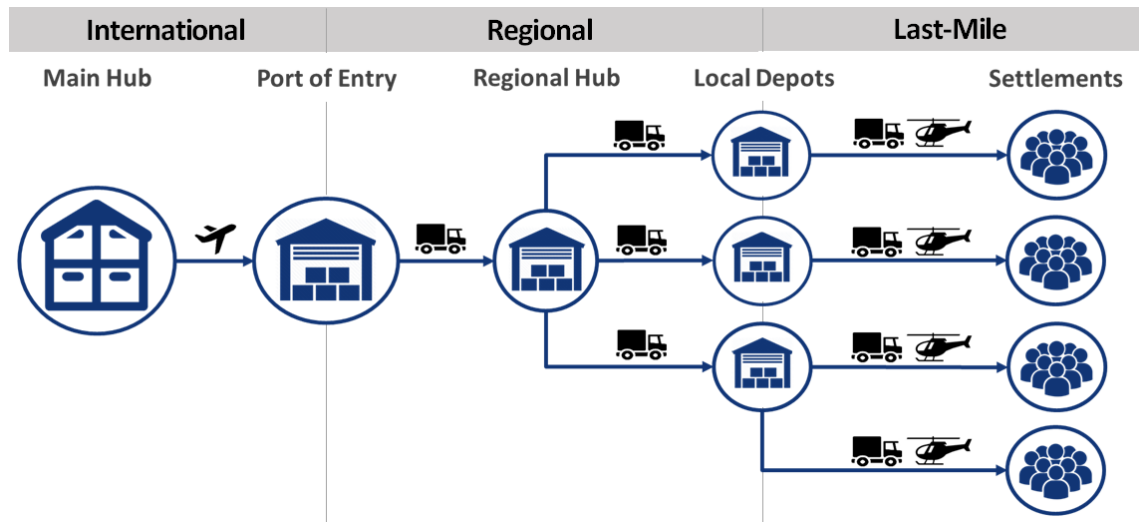 International Regional Last-Mile
Main Hub Port of Entry Regional Hub Local Depots Settlements